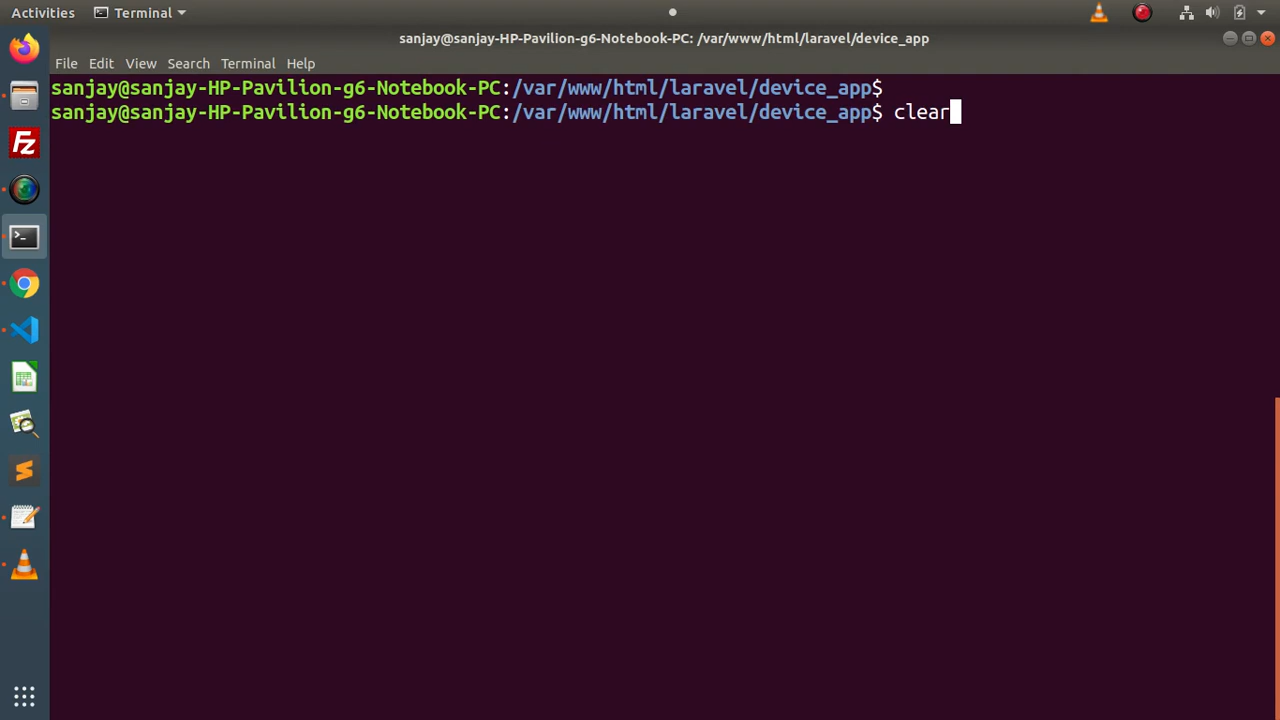 Activities Terminal
sanjay@sanjay-HP-Pavilion-g6-Notebook-PC: /var/www/html/laravel/device_app
File Edit View Search Terminal Help
sanjay@sanjay-HP-Pavilion-g6-Notebook-PC:/var/www/html/laravel/device_app$
sanjay@sanjay-HP-Pavilion-g6-Notebook-PC:/var/www/html/laravel/device_app$ clear
Fz